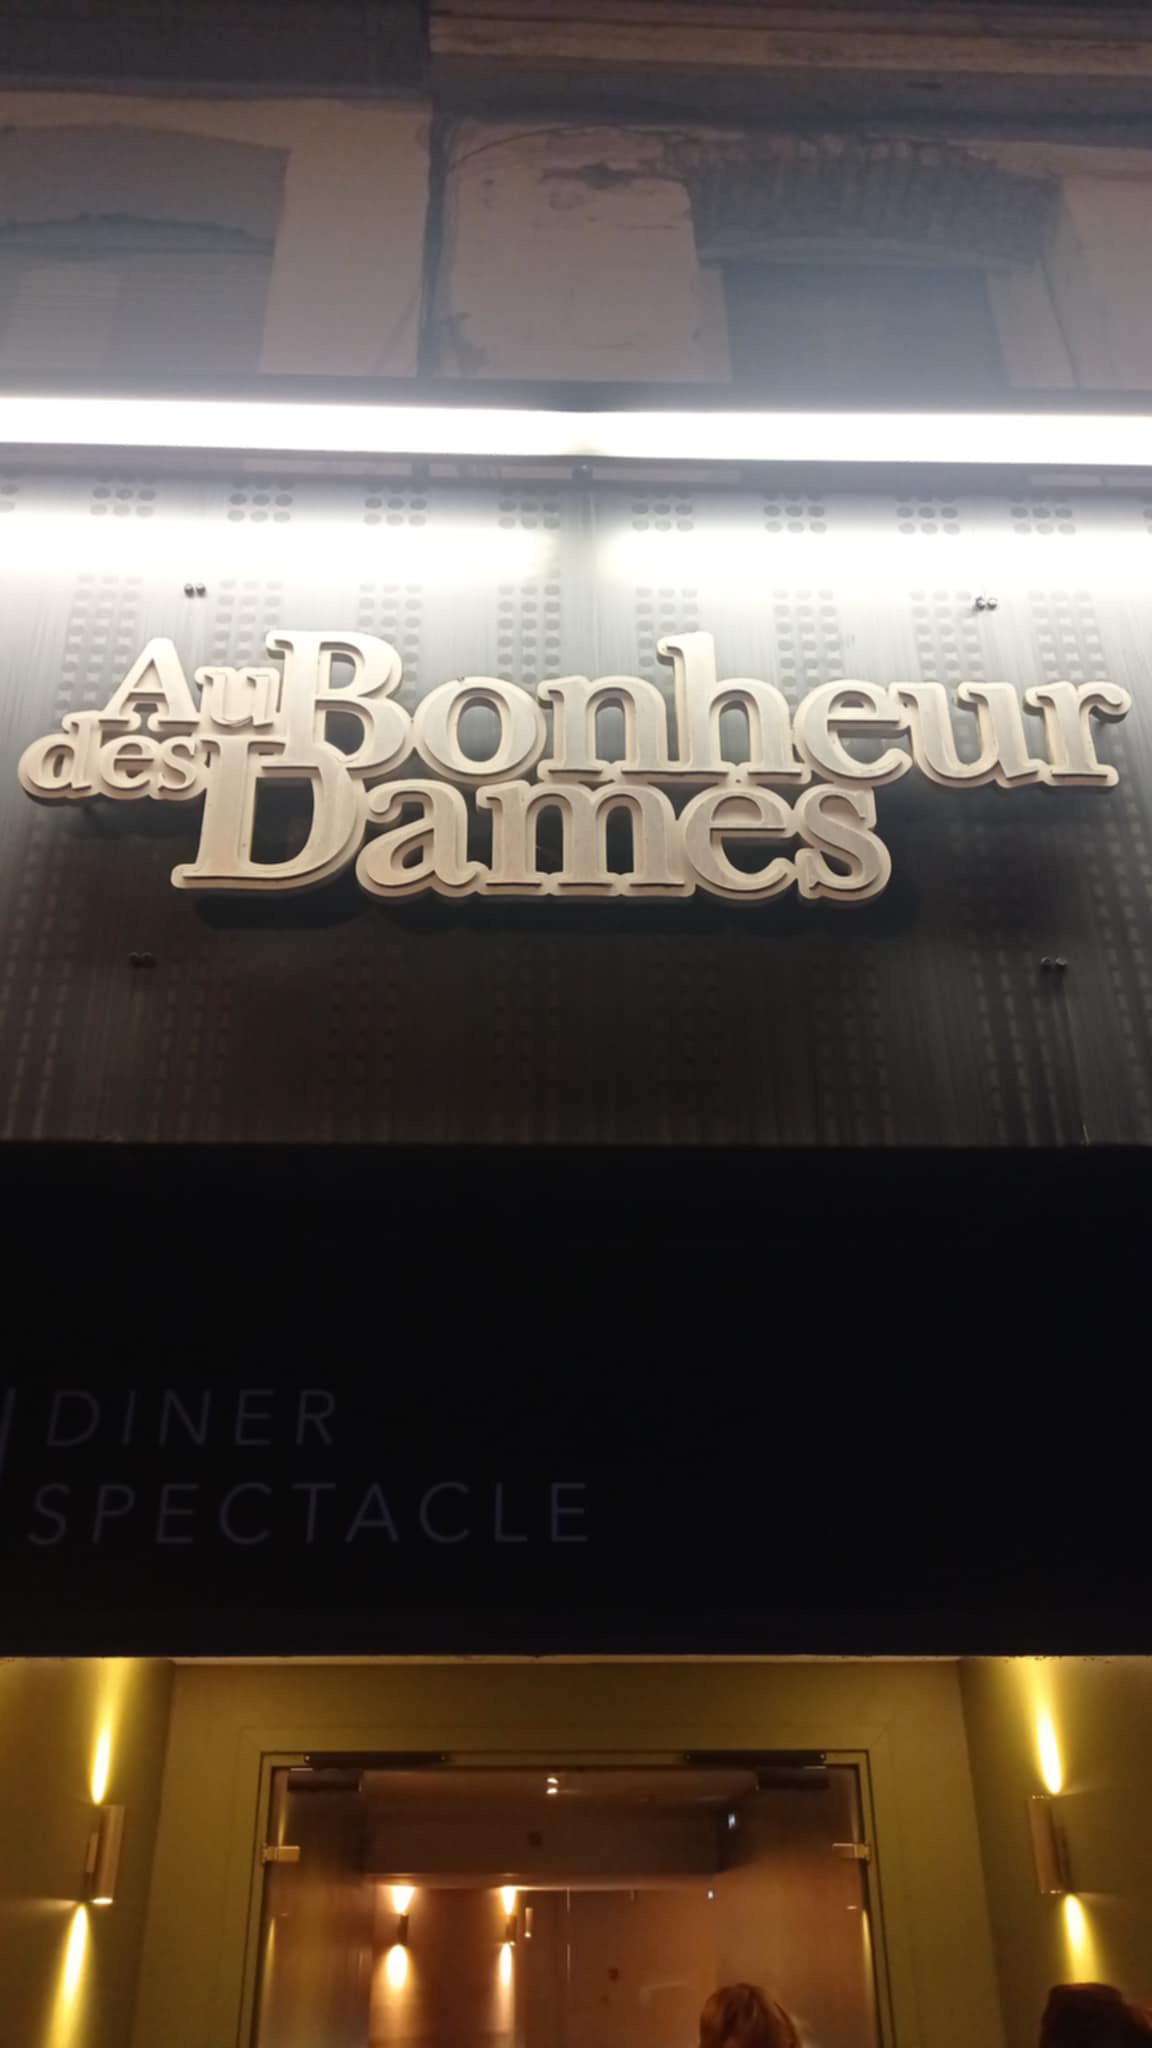 Au Bonheur
des Dames
DINER
SPECTACLE